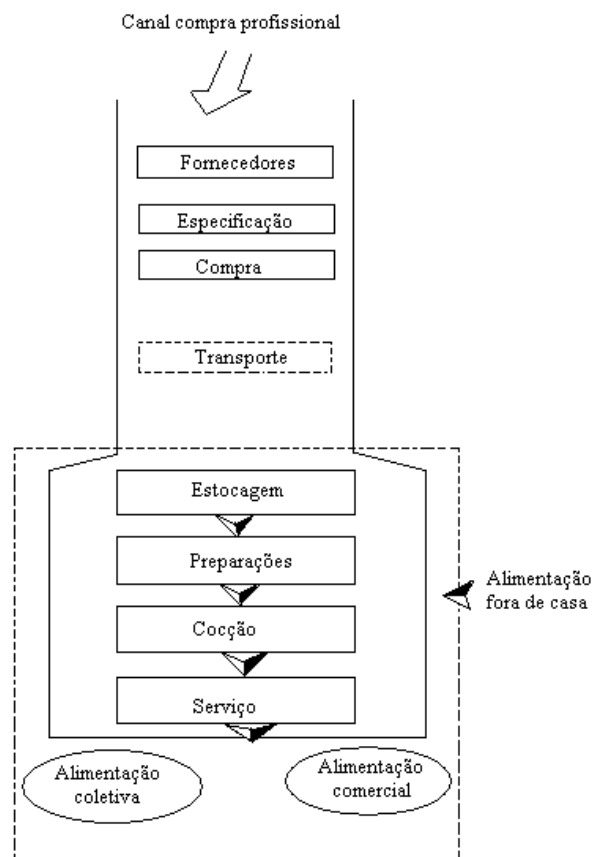 Canal compra profissional
Fornecedores
Especificação
Compra
Transporte
Estocagem
Preparações
Cocção
Serviço
Alimentação
fora de casa
Alimentação
coletiva
Alimentação
comercial